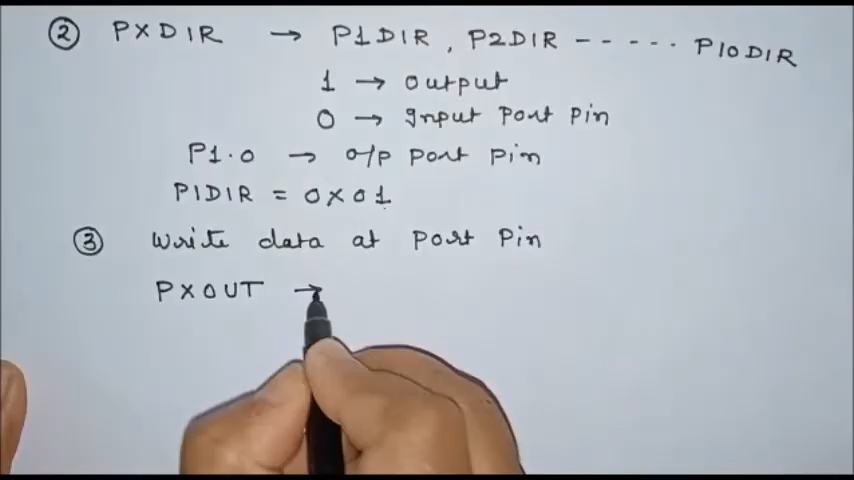 ② PXDIR → P1DIR, P2DIR ------ P10DIR
1 → output
0 → Input Port Pin
P1.0 → o/p port pin
P1DIR = 0x01
③ Write data at port Pin
PXOUT →